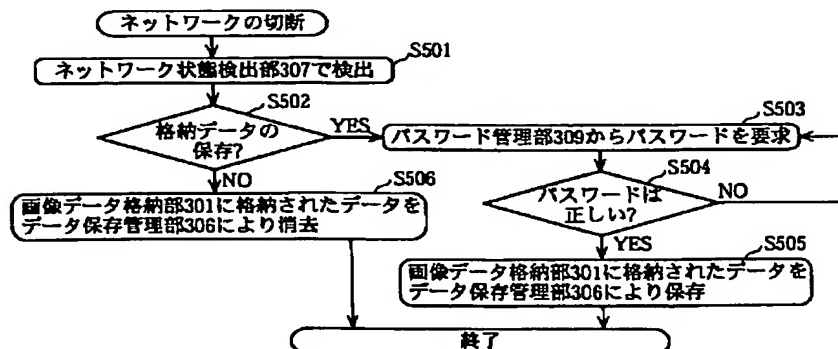 ネットワークの切断
S501
ネットワーク状態検出部307で検出
S502
格納データの
保存?
YES
S503
パスワード管理部309からパスワードを要求
S504
パスワードは
正しい?
NO
NO
S506
画像データ格納部301に格納されたデータを
データ保存管理部306により消去
YES
S505
画像データ格納部301に格納されたデータを
データ保存管理部306により保存
終了